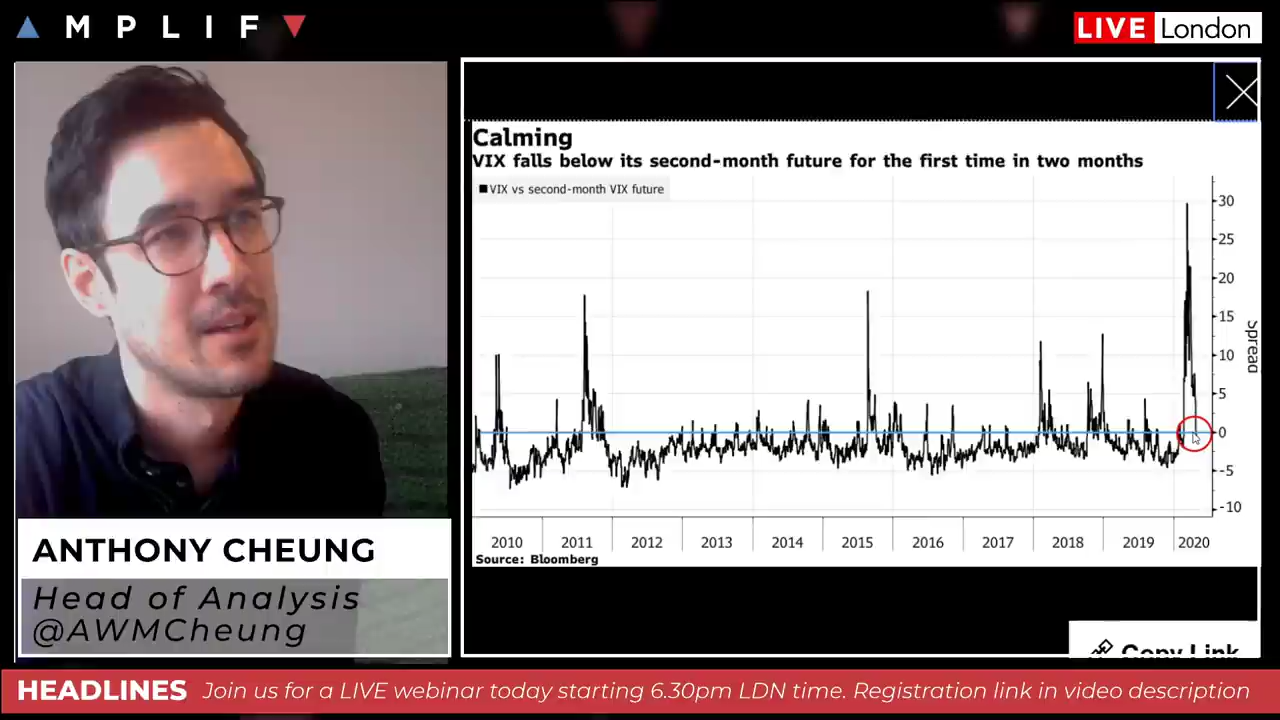 M P L I F
LIVE London
Calming
VIX falls below its second-month future for the first time in two months
VIX vs second-month VIX future
30
25
20
15
10
5
0
-5
-10
Spread
2010 2011 2012 2013 2014 2015 2016 2017 2018 2019 2020
Source: Bloomberg
Copy Link
ANTHONY CHEUNG
Head of Analysis
@AWMCheung
HEADLINES Join us for a LIVE webinar today starting 6.30pm LDN time. Registration link in video description